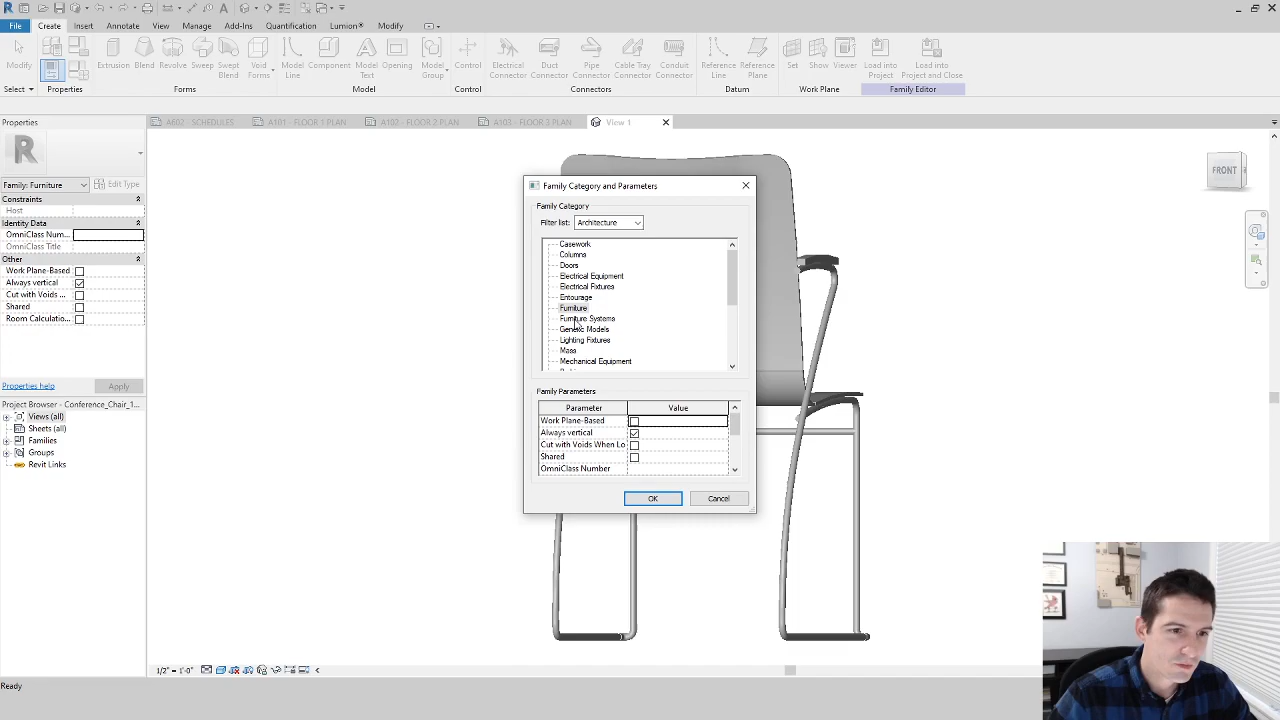 File Create Insert Annotate View Manage Add-Ins Quantification Lumion® Modify
Modify Extrusion Blend Revolve Sweep Swept Blend Void Forms Model Line Component Model Text Opening Model Group Control Electrical Connector Duct Connector Pipe Connector Cable Tray Connector Conduit Connector Reference Line Reference Plane Set Show Viewer Load into Project Load into Project and Close
Select Properties Forms Model Control Connectors Datum Work Plane Family Editor
Properties
A602 - SCHEDULES A101 - FLOOR 1 PLAN A102 - FLOOR 2 PLAN A103 - FLOOR 3 PLAN View 1
Family: Furniture Edit Type
Constraints
Host
Identity Data
OmniClass Num...
OmniClass Title
Other
Work Plane-Based
Always vertical
Cut with Voids ...
Shared
Room Calculatio...
Properties help Apply
Project Browser - Conference_Chair_1...
Views (all)
Sheets (all)
Families
Groups
Revit Links
FRONT
Family Category and Parameters
Family Category
Filter list: Architecture
Casework
Columns
Doors
Electrical Equipment
Electrical Fixtures
Entourage
Furniture
Furniture Systems
Generic Models
Lighting Fixtures
Mass
Mechanical Equipment
Family Parameters
Parameter Value
Work Plane-Based
Always vertical
Cut with Voids When Lo
Shared
OmniClass Number
OK Cancel
1/2" = 1'-0"
Ready